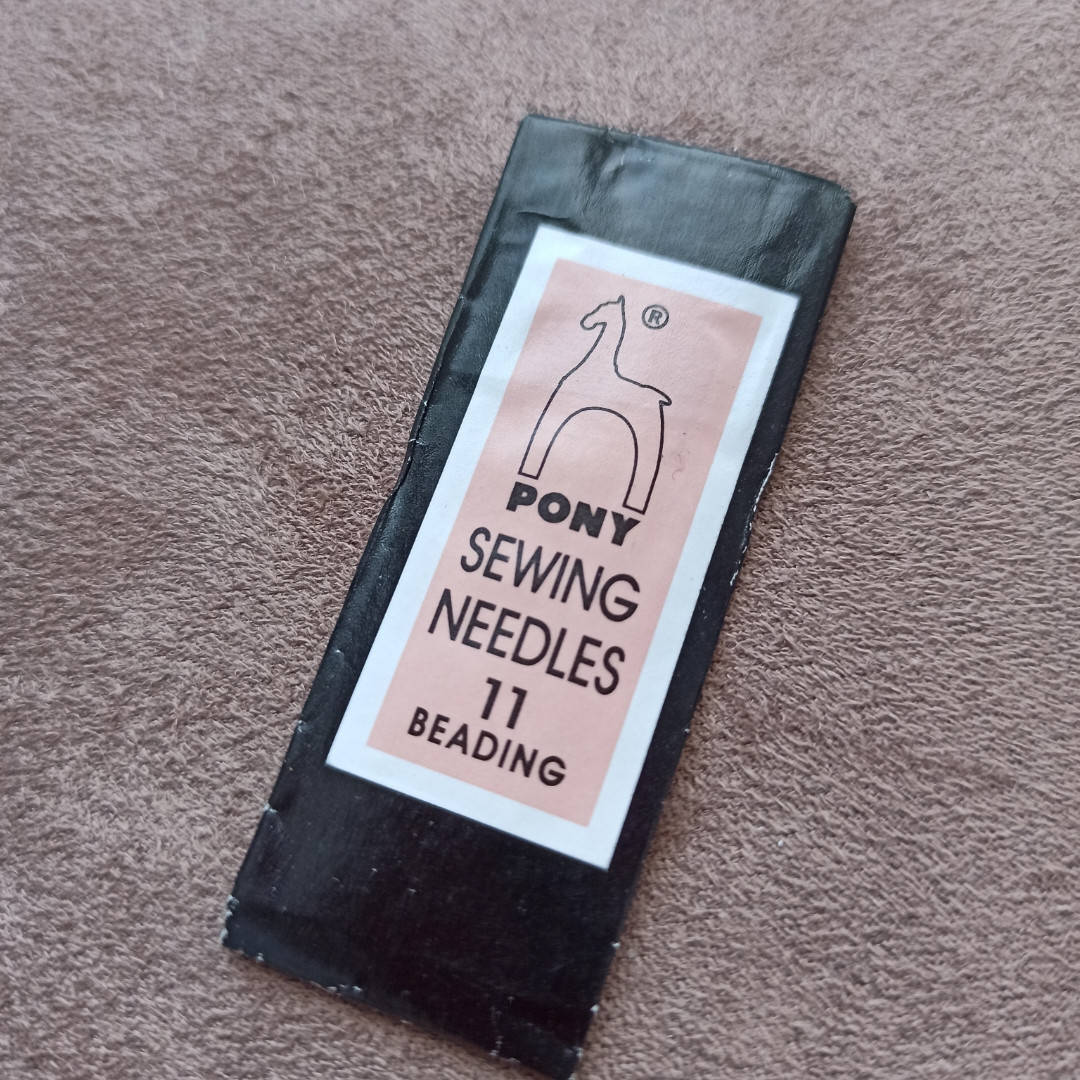 ®
PONY
SEWING
NEEDLES
11
BEADING